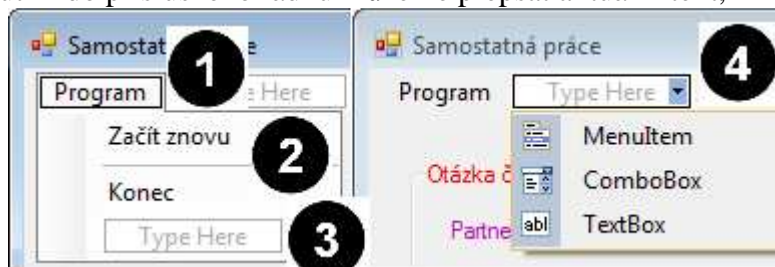 Samostat
Program
Type Here
Začít znovu
Konec
Type Here
1
2
3
Samostatná práce
Program
Type Here
4
MenuItem
ComboBox
abl TextBox
Otázka č
Partne